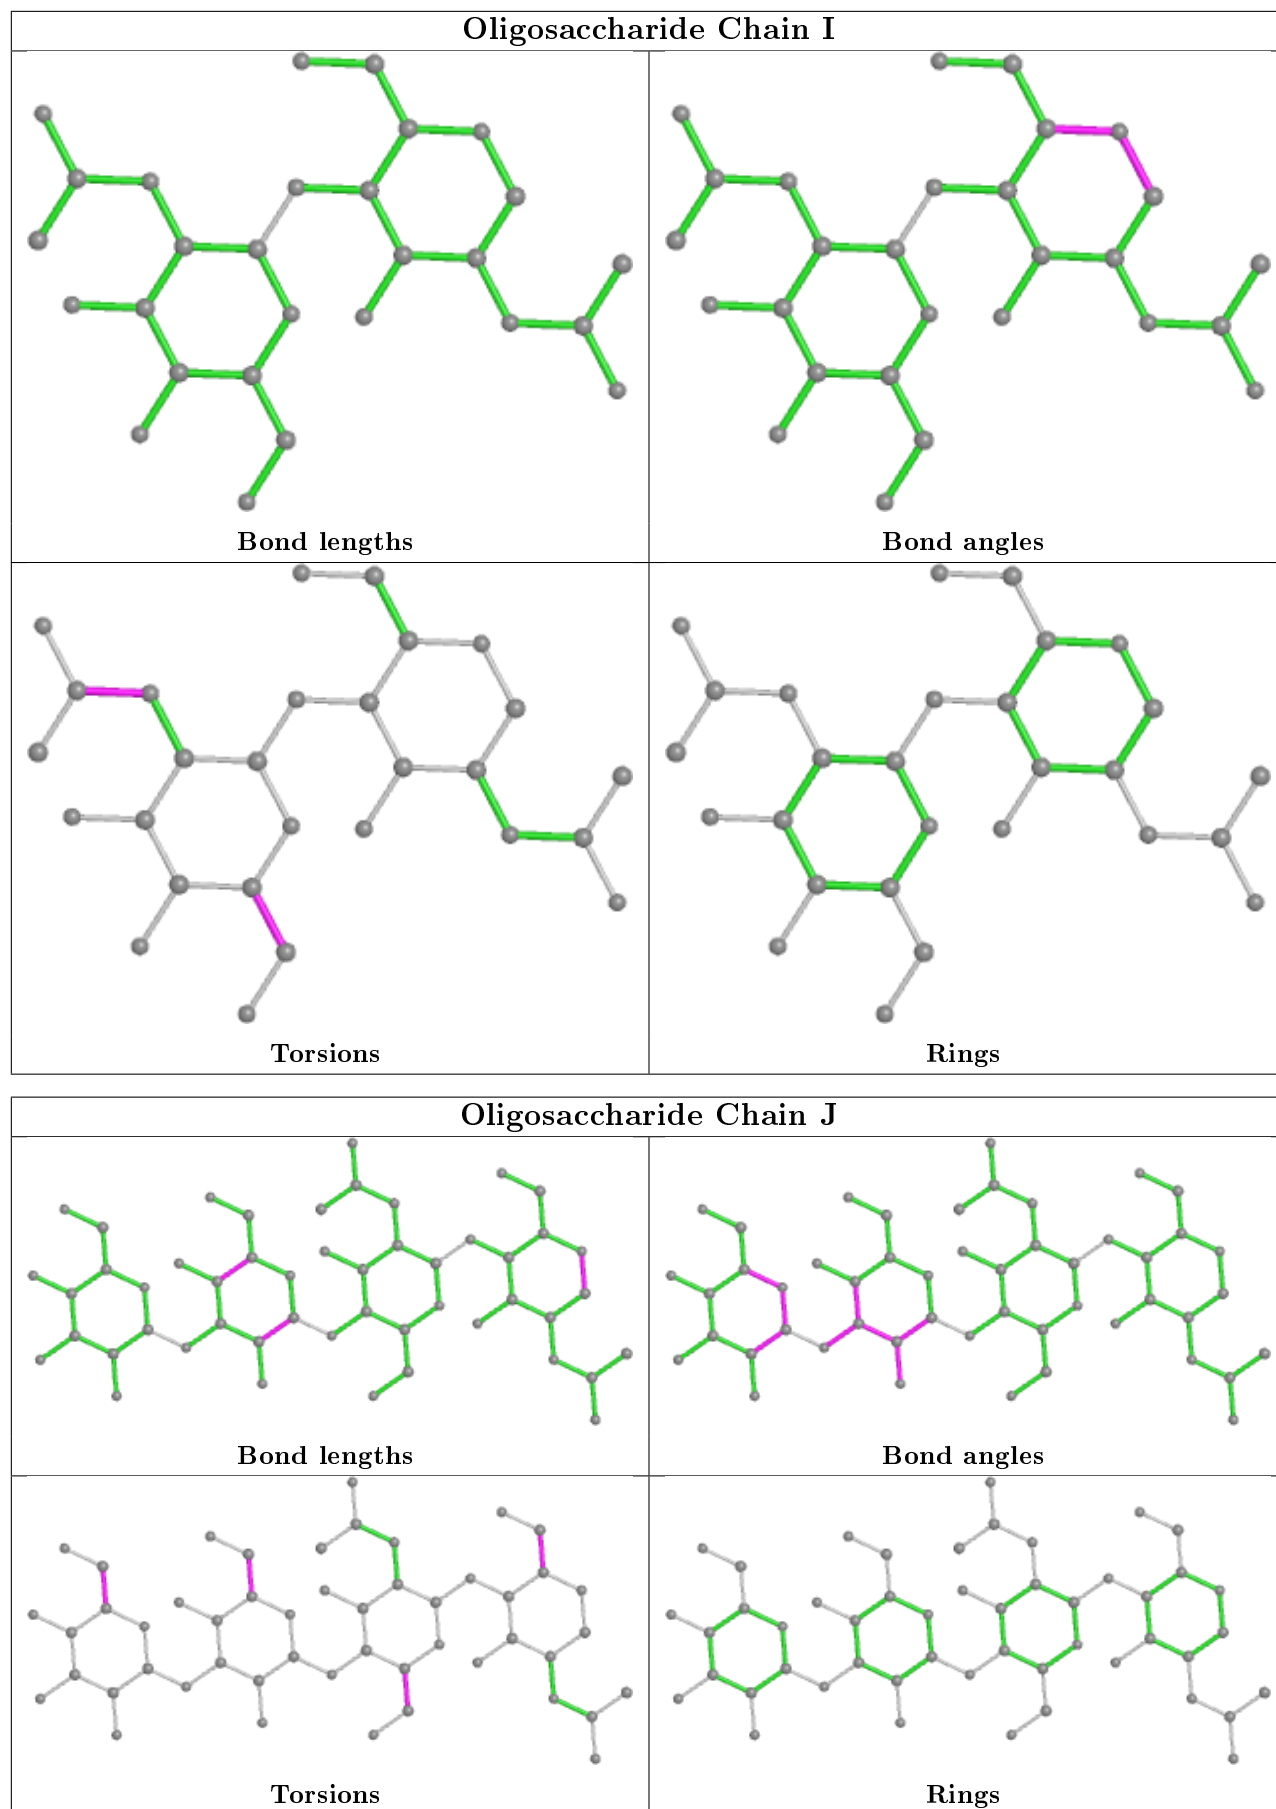 Oligosaccharide Chain I
Bond lengths
Bond angles
Torsions
Rings
Oligosaccharide Chain J
Bond lengths
Bond angles
Torsions
Rings